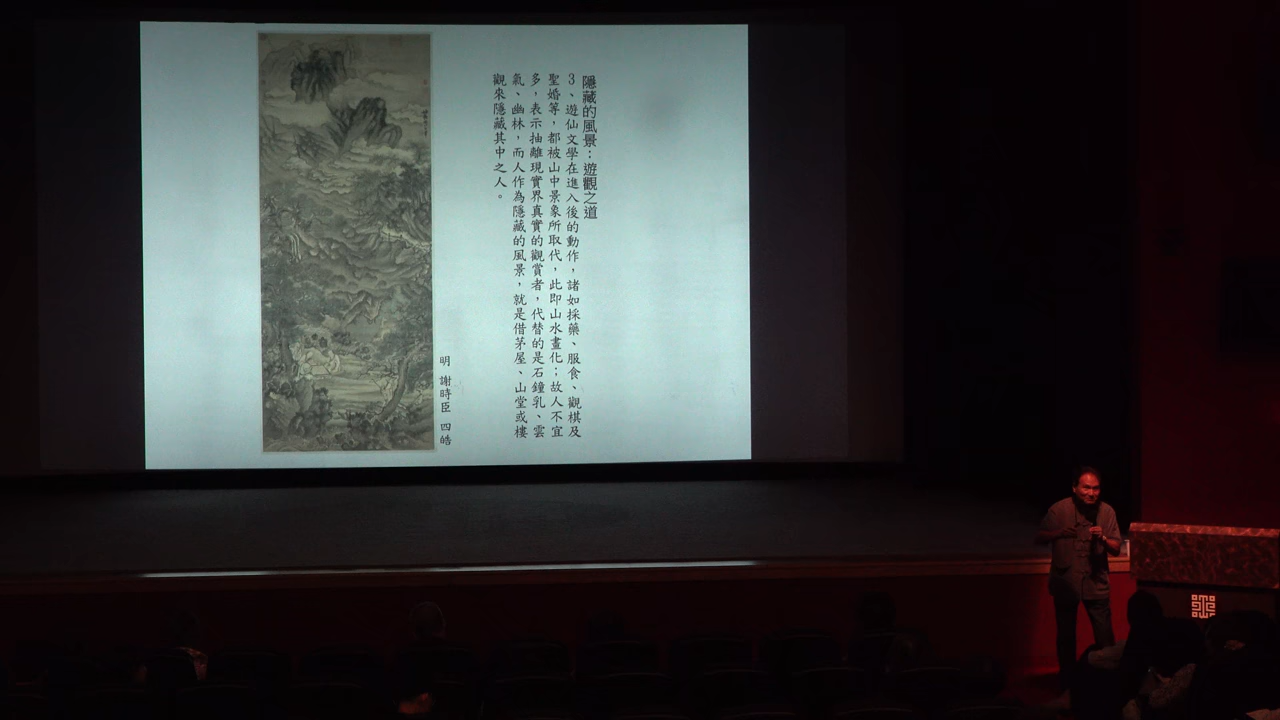 隱藏的風景：遊觀之道
3、遊仙文學在進入後的動作，諸如採藥、服食、觀棋及
聖婚等，都被山中景象所取代，此即山水畫化；故人不宜
多，表示抽離現實界真實的觀賞者，代替的是石鐘乳、雲
氣、幽林，而人作為隱藏的風景，就是借茅屋、山堂或樓
觀來隱藏其中之人。
明 謝時臣 四皓